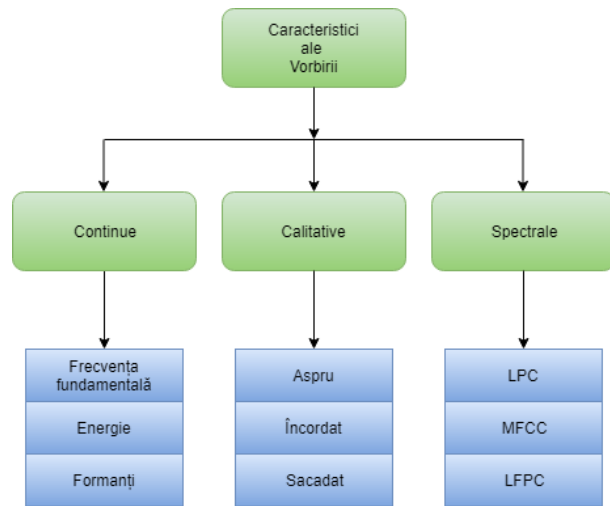 Caracteristici
ale
Vorbirii
Continue
Calitative
Spectrale
Frecvența
fundamentală
Aspru
LPC
Energie
Încordat
MFCC
Formanți
Sacadat
LFPC